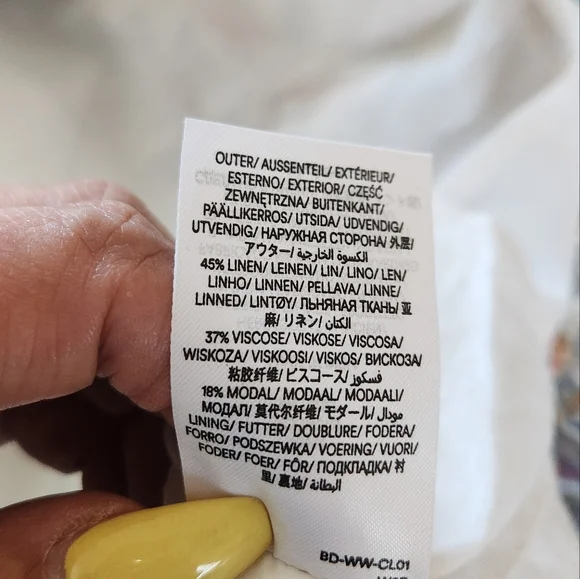 OUTER/ AUSSENTEIL/ EXTÉRIEUR/
ESTERNO/ EXTERIOR/ CZĘŚĆ
ZEWNĘTRZNA/ BUITENKANT/
PÄÄLLIKERROS/ UTSIDA/ UDVENDIG/
UTVENDIG/ НАРУЖНАЯ СТОРОНА/ 外层/
アウター/ الكسوة الخارجية/
45% LINEN/ LEINEN/ LIN/ LINO/ LEN/
LINHO/ LINNEN/ PELLAVA/ LINNE/
LINNED/ LINTØY/ ЛЬНЯНАЯ ТКАНЬ/ 亚
麻/ リネン/ الكتان/
37% VISCOSE/ VISKOSE/ VISCOSA/
WISKOZA/ VISKOOSI/ VISKOS/ ВИСКОЗА/
粘胶纤维/ ビスコース/ فسكوز/
18% MODAL/ MODAAL/ MODAALI/
МОДАЛ/ 莫代尔纤维/ モダール/ مودال/
LINING/ FUTTER/ DOUBLURE/ FODERA/
FORRO/ PODSZEWKA/ VOERING/ VUORI/
FODER/ FOER/ FÔR/ ПОДКЛАДКА/ 衬
里/ 裏地/ البطانة/
BD-WW-CL01